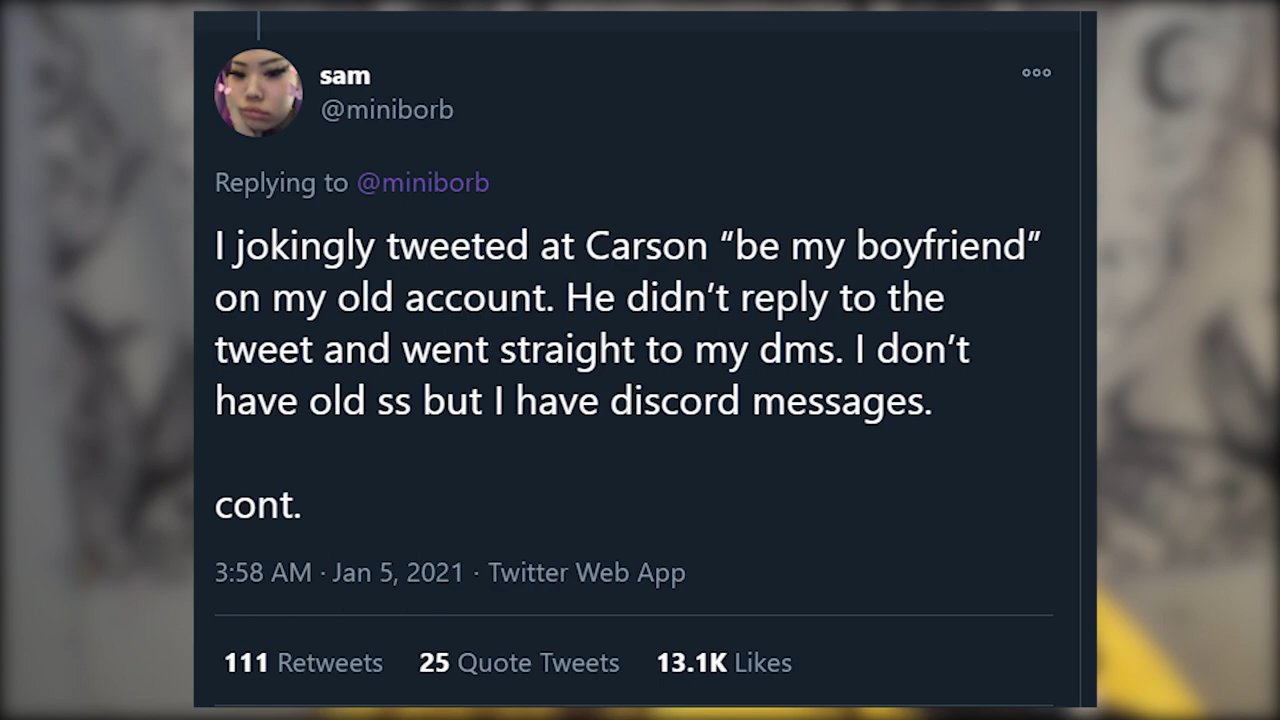 sam
@miniborb
Replying to @miniborb
I jokingly tweeted at Carson “be my boyfriend”
on my old account. He didn’t reply to the
tweet and went straight to my dms. I don’t
have old ss but I have discord messages.
cont.
3:58 AM · Jan 5, 2021 · Twitter Web App
111 Retweets 25 Quote Tweets 13.1K Likes